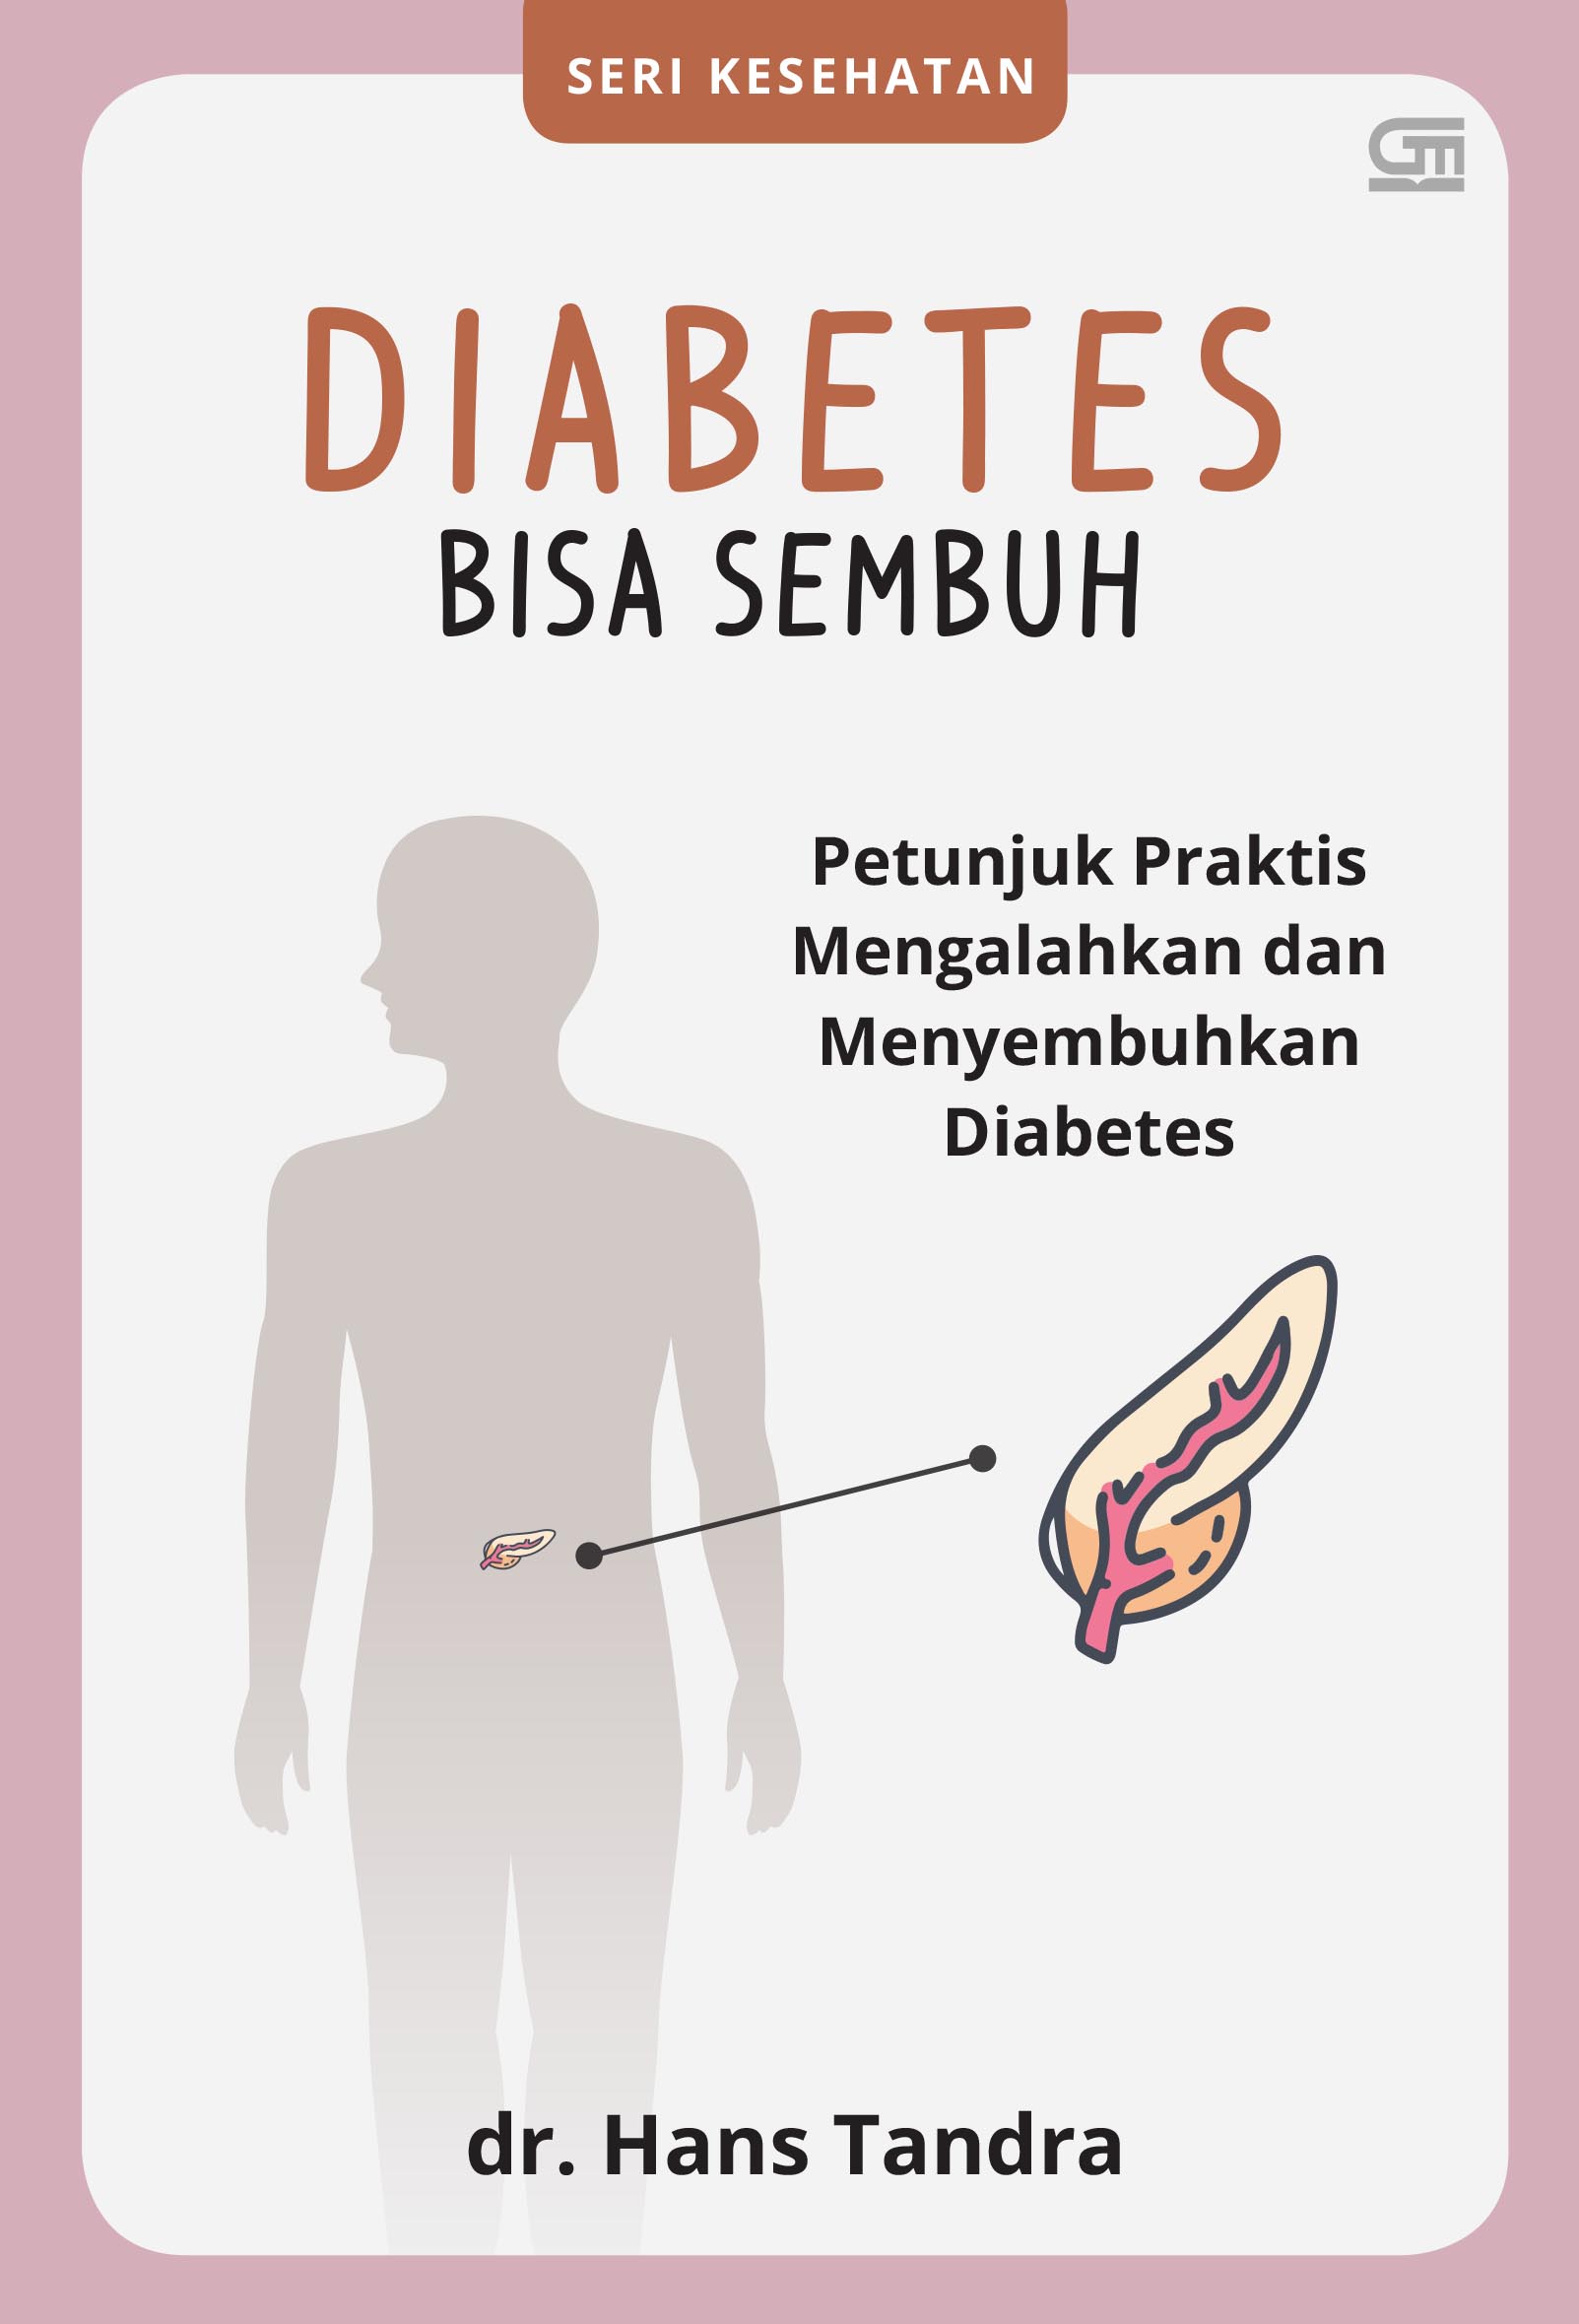 SERI KESEHATAN
DIABETES
BISA SEMBUH
Petunjuk Praktis
Mengalahkan dan
Menyembuhkan
Diabetes
dr. Hans Tandra